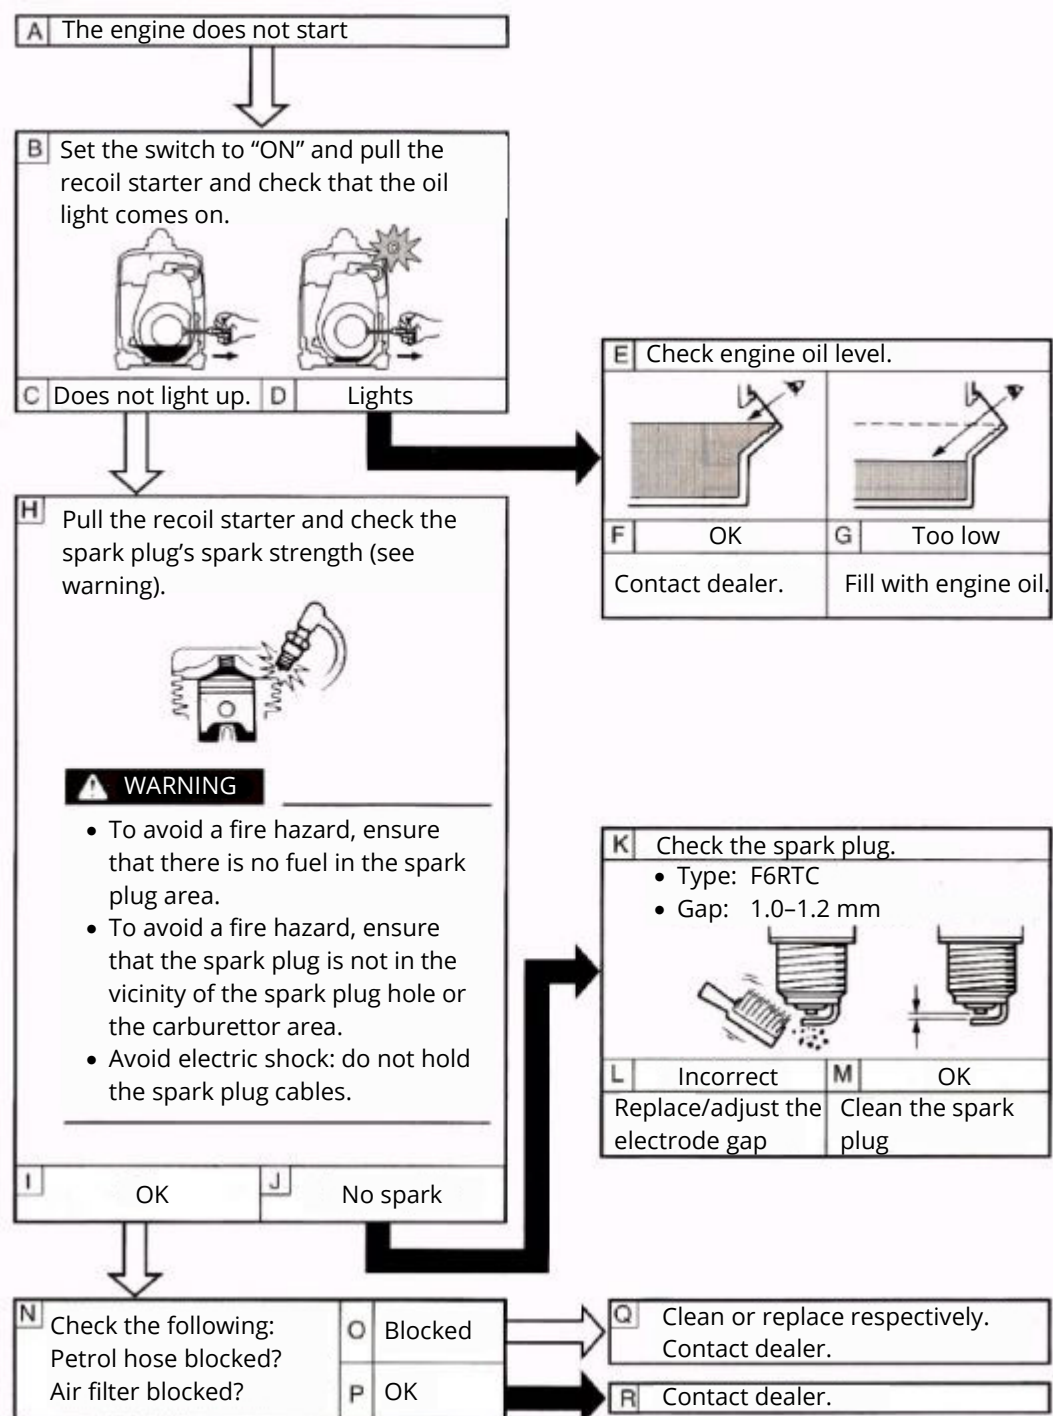 A The engine does not start
B Set the switch to “ON” and pull the
recoil starter and check that the oil
light comes on.
C Does not light up. D Lights
E Check engine oil level.
F OK G Too low
Contact dealer. Fill with engine oil.
H Pull the recoil starter and check the
spark plug’s spark strength (see
warning).
WARNING
• To avoid a fire hazard, ensure
that there is no fuel in the spark
plug area.
• To avoid a fire hazard, ensure
that the spark plug is not in the
vicinity of the spark plug hole or
the carburettor area.
• Avoid electric shock: do not hold
the spark plug cables.
I OK J No spark
K Check the spark plug.
• Type: F6RTC
• Gap: 1.0–1.2 mm
L Incorrect M OK
Replace/adjust the
electrode gap
Clean the spark
plug
N Check the following:
Petrol hose blocked?
Air filter blocked?
O Blocked
P OK
Q Clean or replace respectively.
Contact dealer.
R Contact dealer.